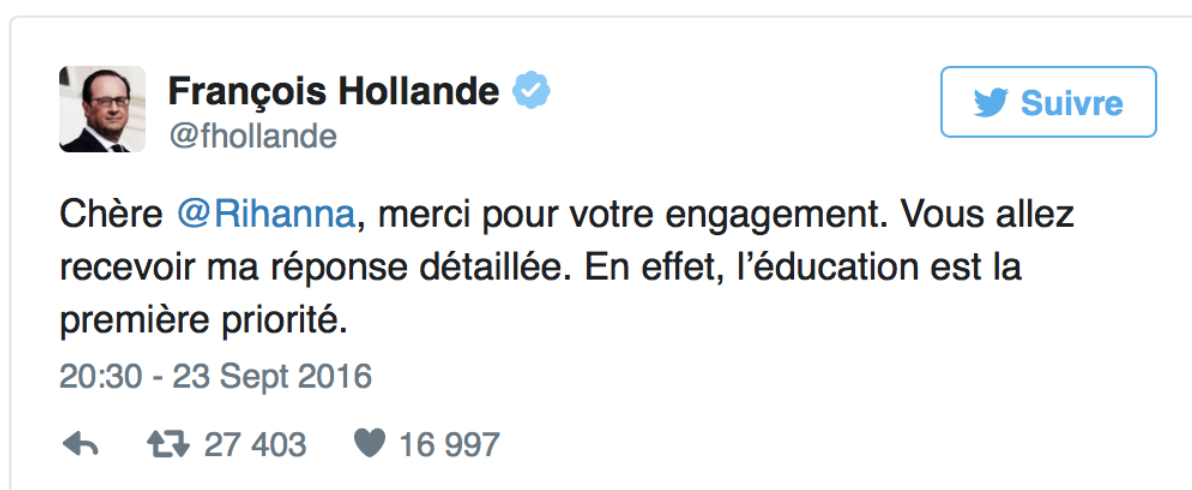 François Hollande
@fhollande
Suivre
Chère @Rihanna, merci pour votre engagement. Vous allez
recevoir ma réponse détaillée. En effet, l’éducation est la
première priorité.
20:30 - 23 Sept 2016
27 403 16 997